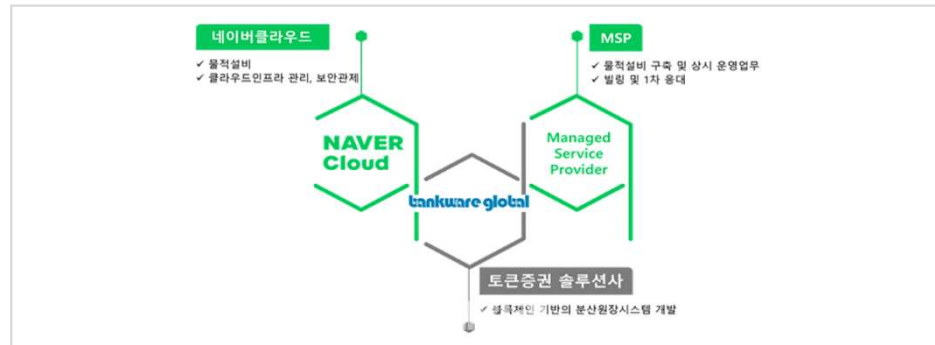 네이버클라우드
✓ 물적설비
✓ 클라우드인프라 관리, 보안관제
MSP
✓ 물적설비 구축 및 상시 운영업무
✓ 빌링 및 1차 응대
NAVER
Cloud
Managed
Service
Provider
bankware global
토큰증권 솔루션사
✓ 블록체인 기반의 분산원장시스템 개발